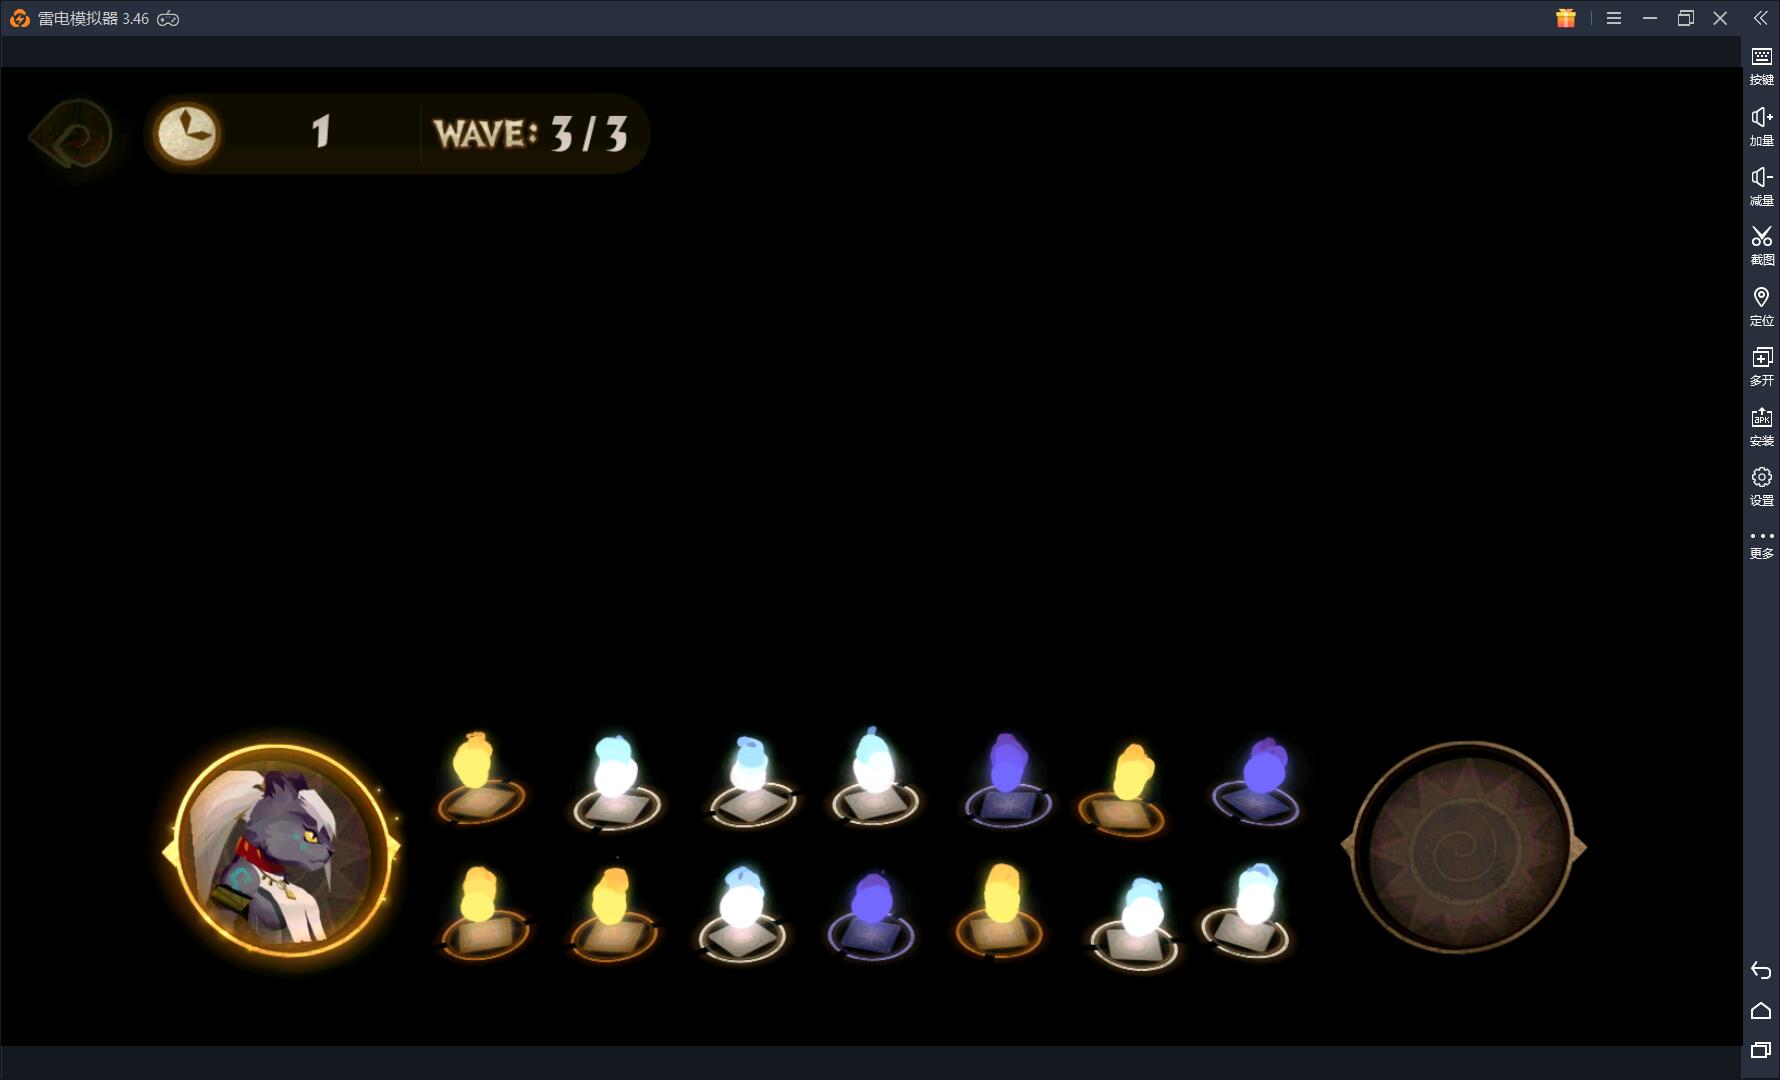 雷电模拟器 3.46
1
WAVE: 3/3
按键
加量
减量
截图
定位
多开
APK
安装
设置
更多